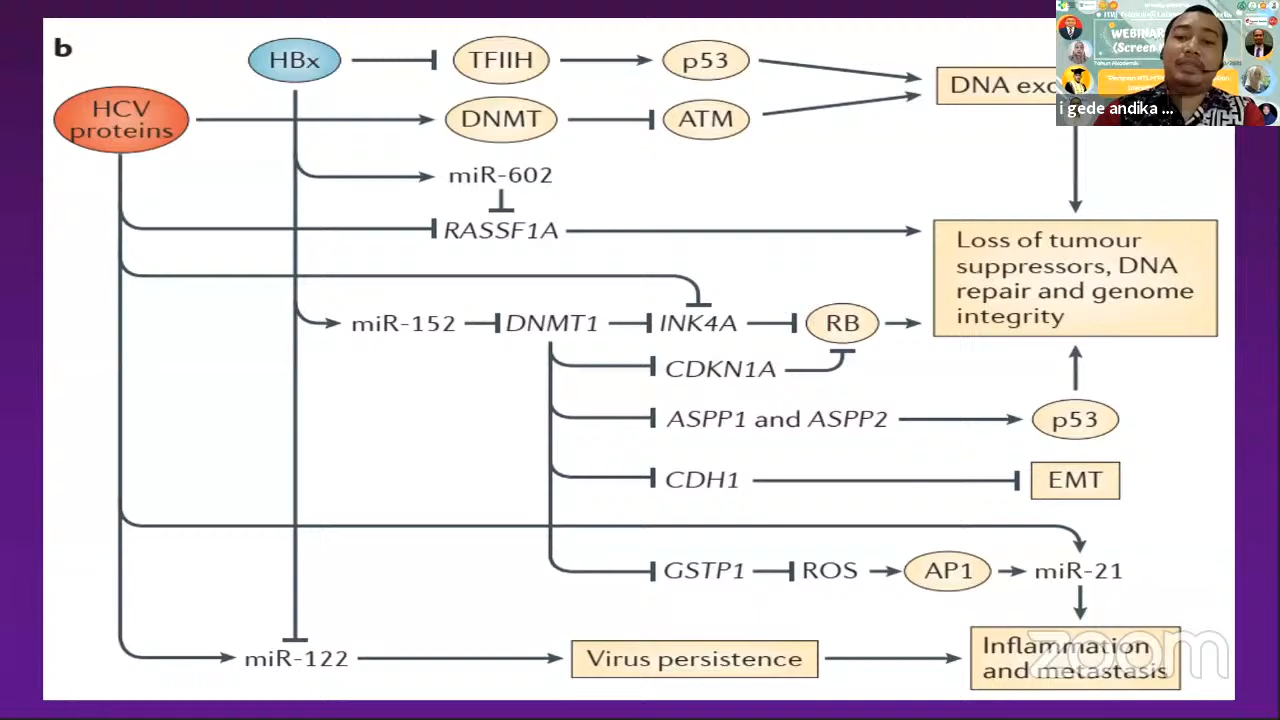 b
HBx
TFIIH
p53
DNA exc
HCV
proteins
DNMT
ATM
miR-602
RASSF1A
Loss of tumour
suppressors, DNA
repair and genome
integrity
miR-152
DNMT1
INK4A
RB
CDKN1A
ASPP1 and ASPP2
p53
CDH1
EMT
GSTP1
ROS
AP1
miR-21
miR-122
Virus persistence
Inflammation
and metastasis
zoom
WEBINAR
(Screen
i gede andika ...